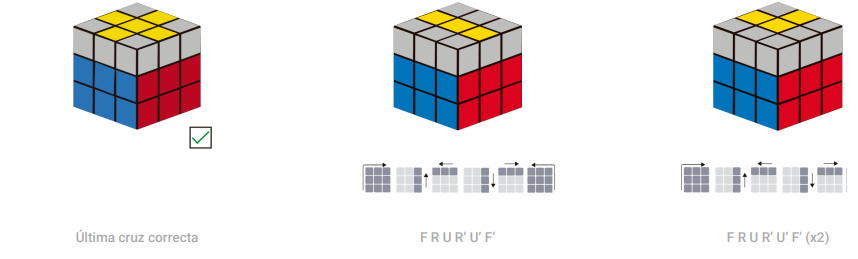 Última cruz correcta
F R U R' U' F'
F R U R' U' F' (x2)